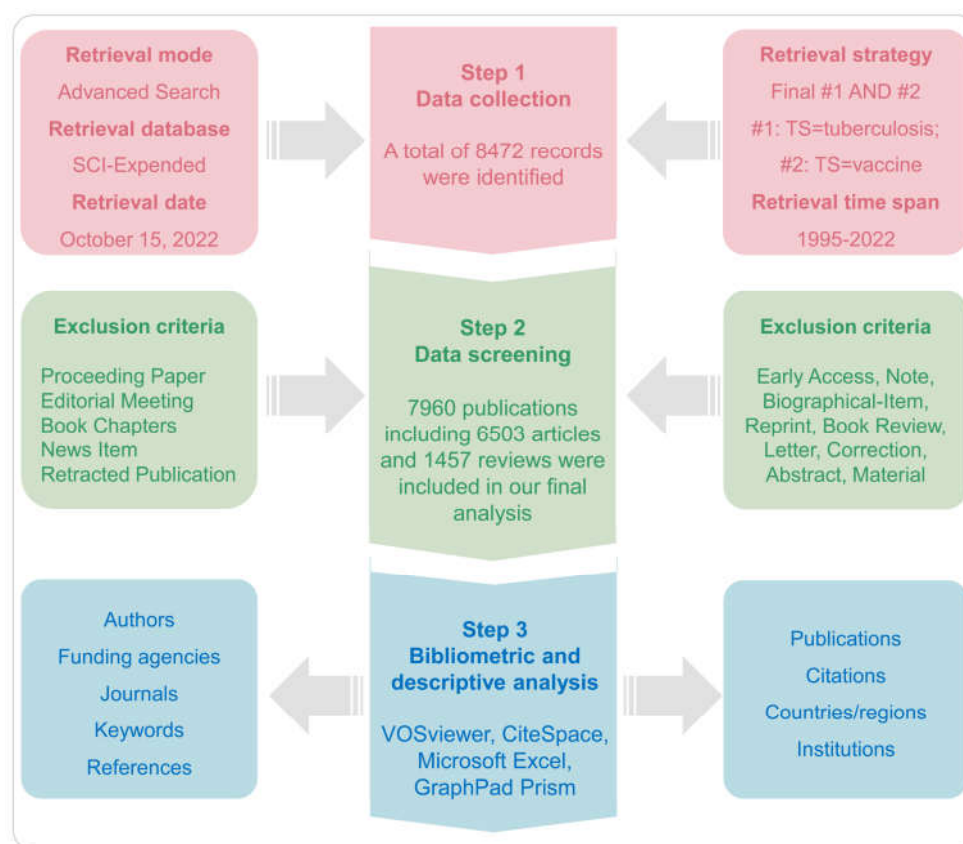 Retrieval mode
Advanced Search
Retrieval database
SCI-Expended
Retrieval date
October 15, 2022
Step 1
Data collection
A total of 8472 records
were identified
Retrieval strategy
Final #1 AND #2
#1: TS=tuberculosis;
#2: TS=vaccine
Retrieval time span
1995-2022
Exclusion criteria
Proceeding Paper
Editorial Meeting
Book Chapters
News Item
Retracted Publication
Step 2
Data screening
7960 publications
including 6503 articles
and 1457 reviews were
included in our final
analysis
Exclusion criteria
Early Access, Note,
Biographical-Item,
Reprint, Book Review,
Letter, Correction,
Abstract, Material
Authors
Funding agencies
Journals
Keywords
References
Step 3
Bibliometric and
descriptive analysis
VOSviewer, CiteSpace,
Microsoft Excel,
GraphPad Prism
Publications
Citations
Countries/regions
Institutions